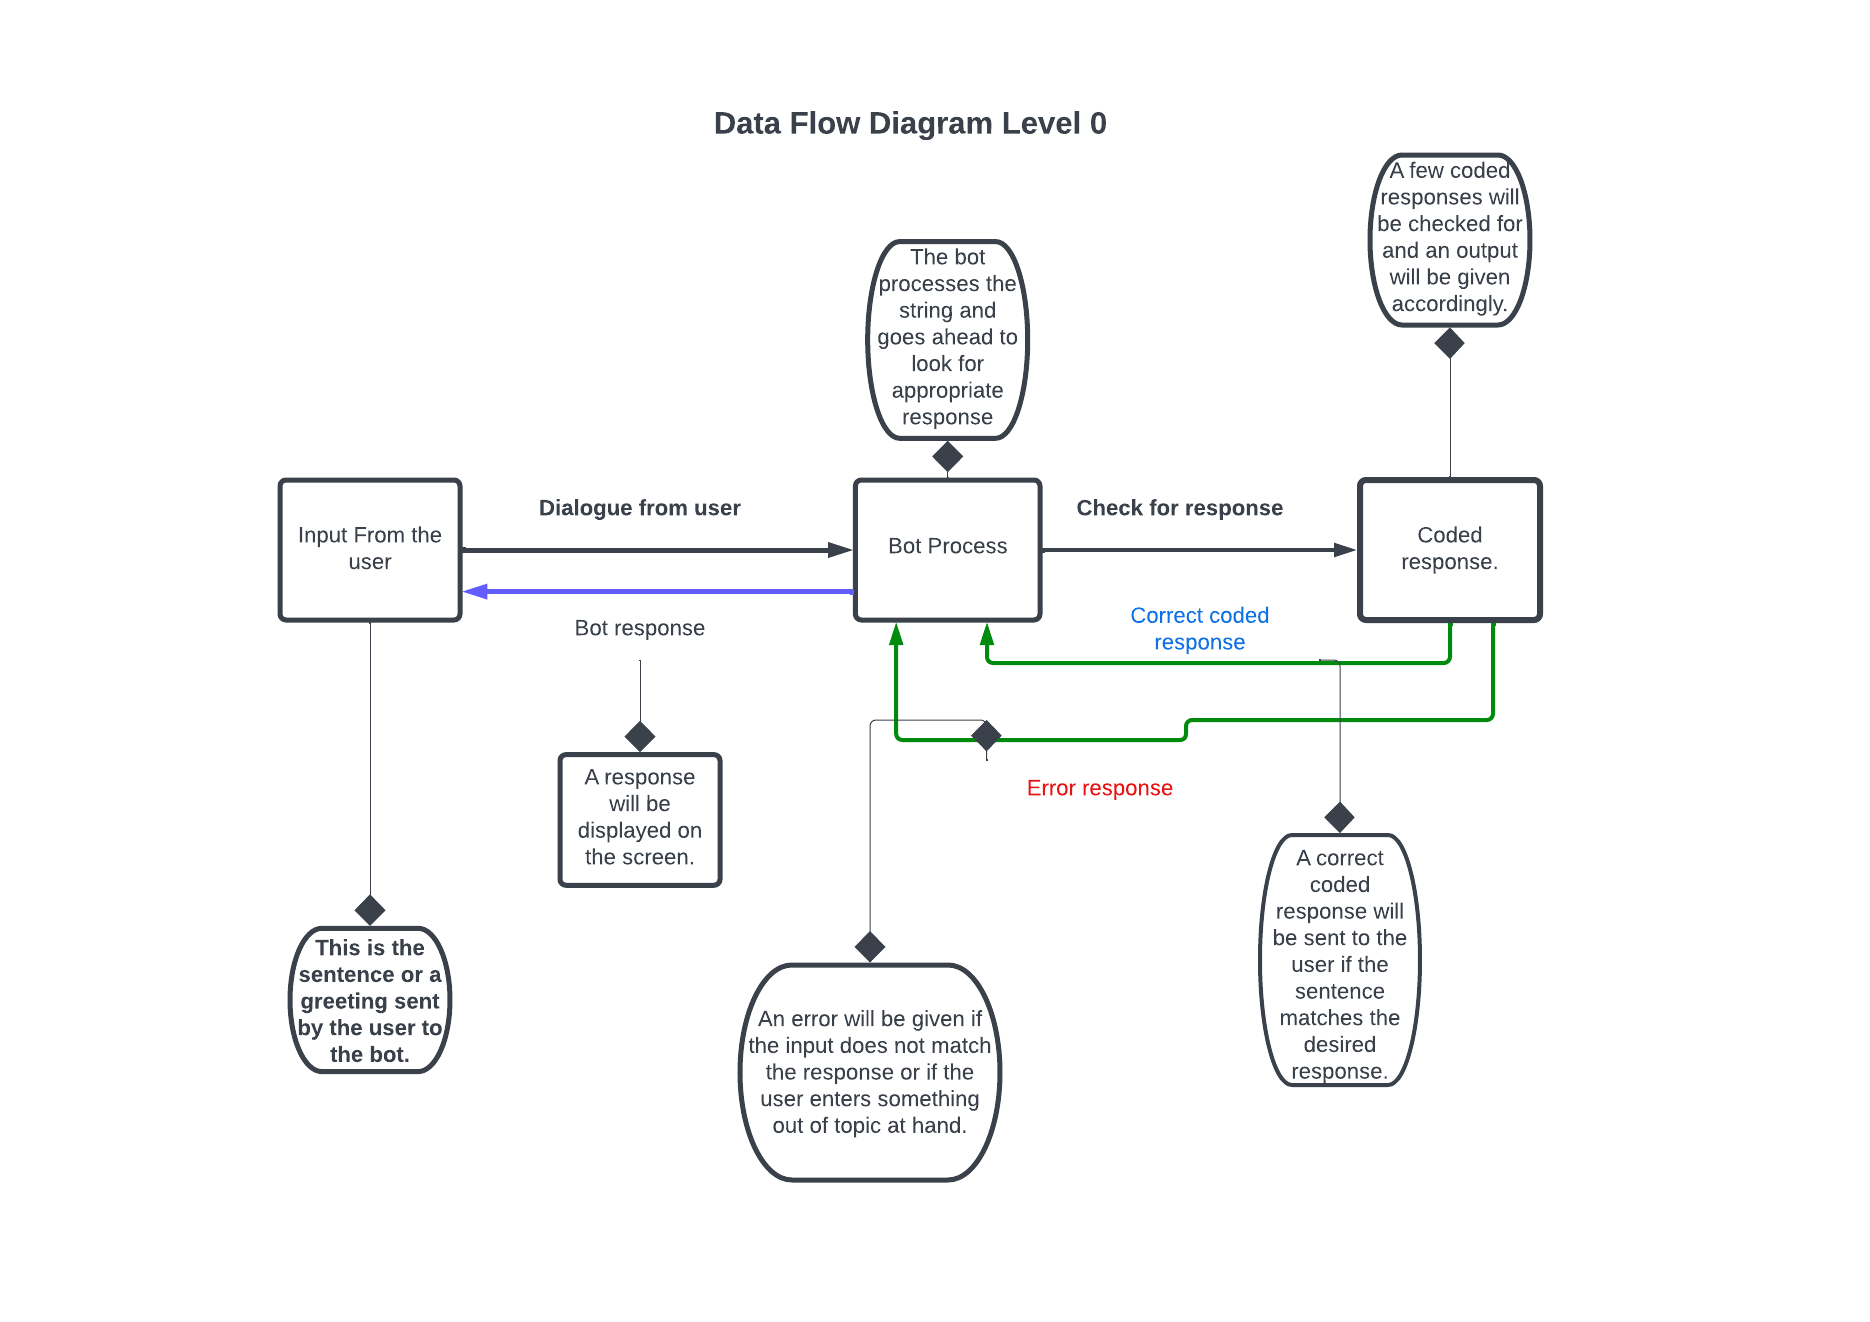 Data Flow Diagram Level 0
A few coded
responses will
be checked for
and an output
will be given
accordingly.
The bot
processes the
string and
goes ahead to
look for
appropriate
response
Input From the
user
Dialogue from user
Bot Process
Check for response
Coded
response.
Bot response
Correct coded
response
A response
will be
displayed on
the screen.
Error response
This is the
sentence or a
greeting sent
by the user to
the bot.
An error will be given if
the input does not match
the response or if the
user enters something
out of topic at hand.
A correct
coded
response will
be sent to the
user if the
sentence
matches the
desired
response.